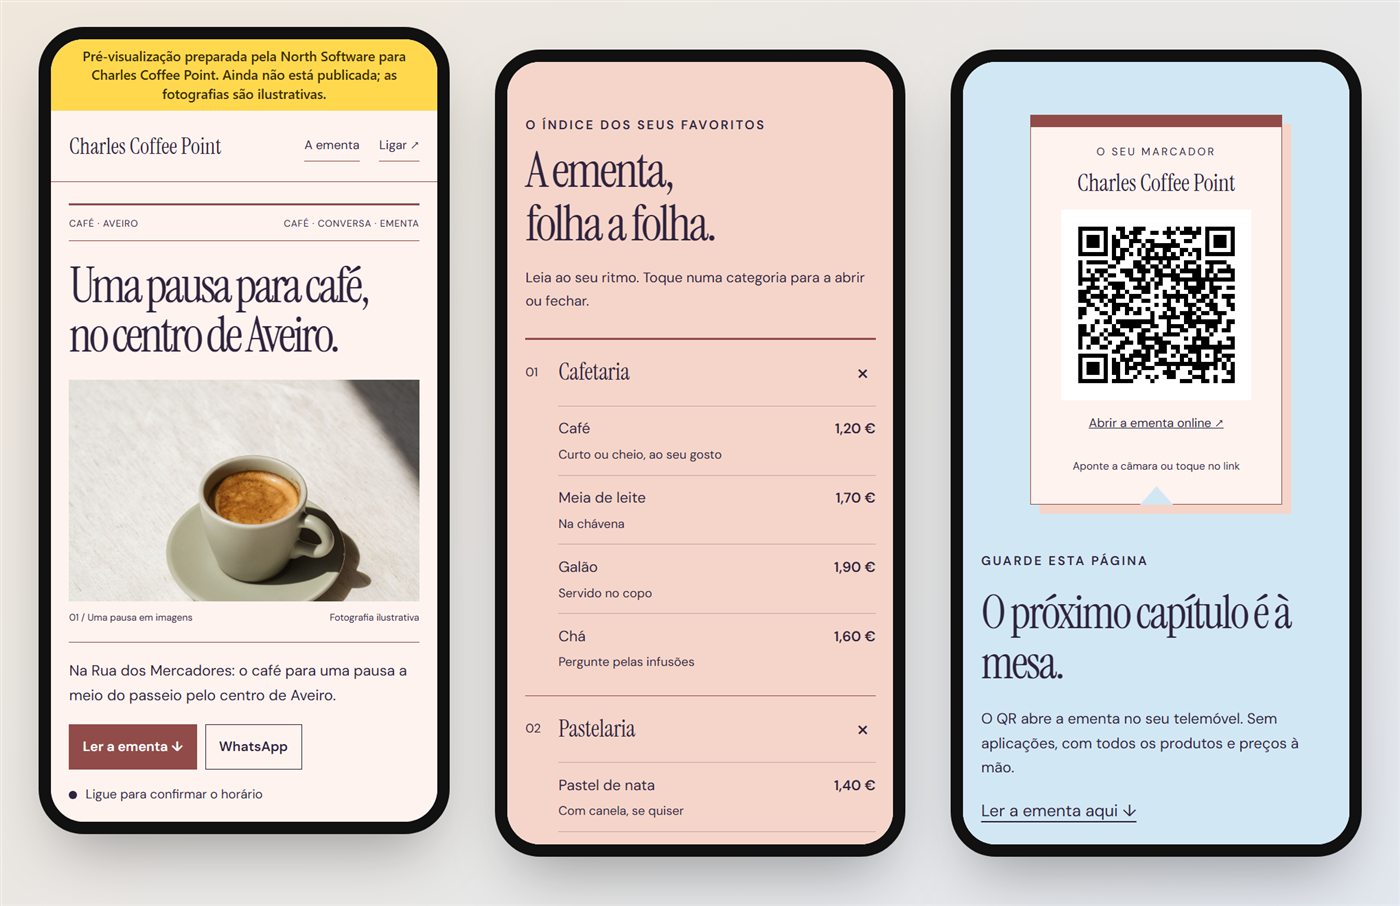 Pré-visualização preparada pela North Software para
Charles Coffee Point. Ainda não está publicada; as
fotografias são ilustrativas.
Charles Coffee Point
A ementa
Ligar ↗
CAFÉ · AVEIRO
CAFÉ · CONVERSA · EMENTA
Uma pausa para café,
no centro de Aveiro.
01 / Uma pausa em imagens
Fotografia ilustrativa
Na Rua dos Mercadores: o café para uma pausa a
meio do passeio pelo centro de Aveiro.
Ler a ementa ↓
WhatsApp
Ligue para confirmar o horário
O ÍNDICE DOS SEUS FAVORITOS
A ementa,
folha a folha.
Leia ao seu ritmo. Toque numa categoria para a abrir
ou fechar.
01 Cafetaria ×
Café 1,20 €
Curto ou cheio, ao seu gosto
Meia de leite 1,70 €
Na chávena
Galão 1,90 €
Servido no copo
Chá 1,60 €
Pergunte pelas infusões
02 Pastelaria ×
Pastel de nata 1,40 €
Com canela, se quiser
O SEU MARCADOR
Charles Coffee Point
Abrir a ementa online ↗
Aponte a câmara ou toque no link
GUARDE ESTA PÁGINA
O próximo capítulo é à
mesa.
O QR abre a ementa no seu telemóvel. Sem
aplicações, com todos os produtos e preços à
mão.
Ler a ementa aqui ↓